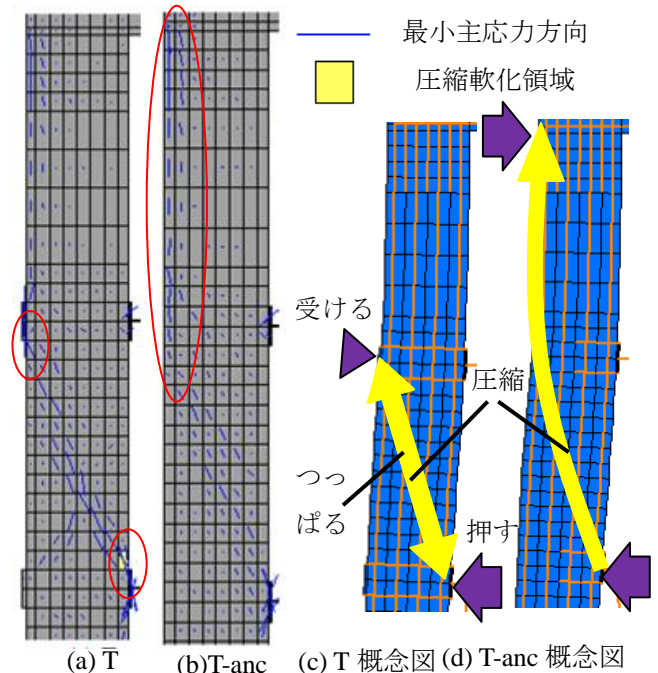 最小主応力方向
圧縮軟化領域
受ける
圧縮
つっ
ぱる
押す
(a) T
(b)T-anc
(c) T 概念図
(d) T-anc 概念図